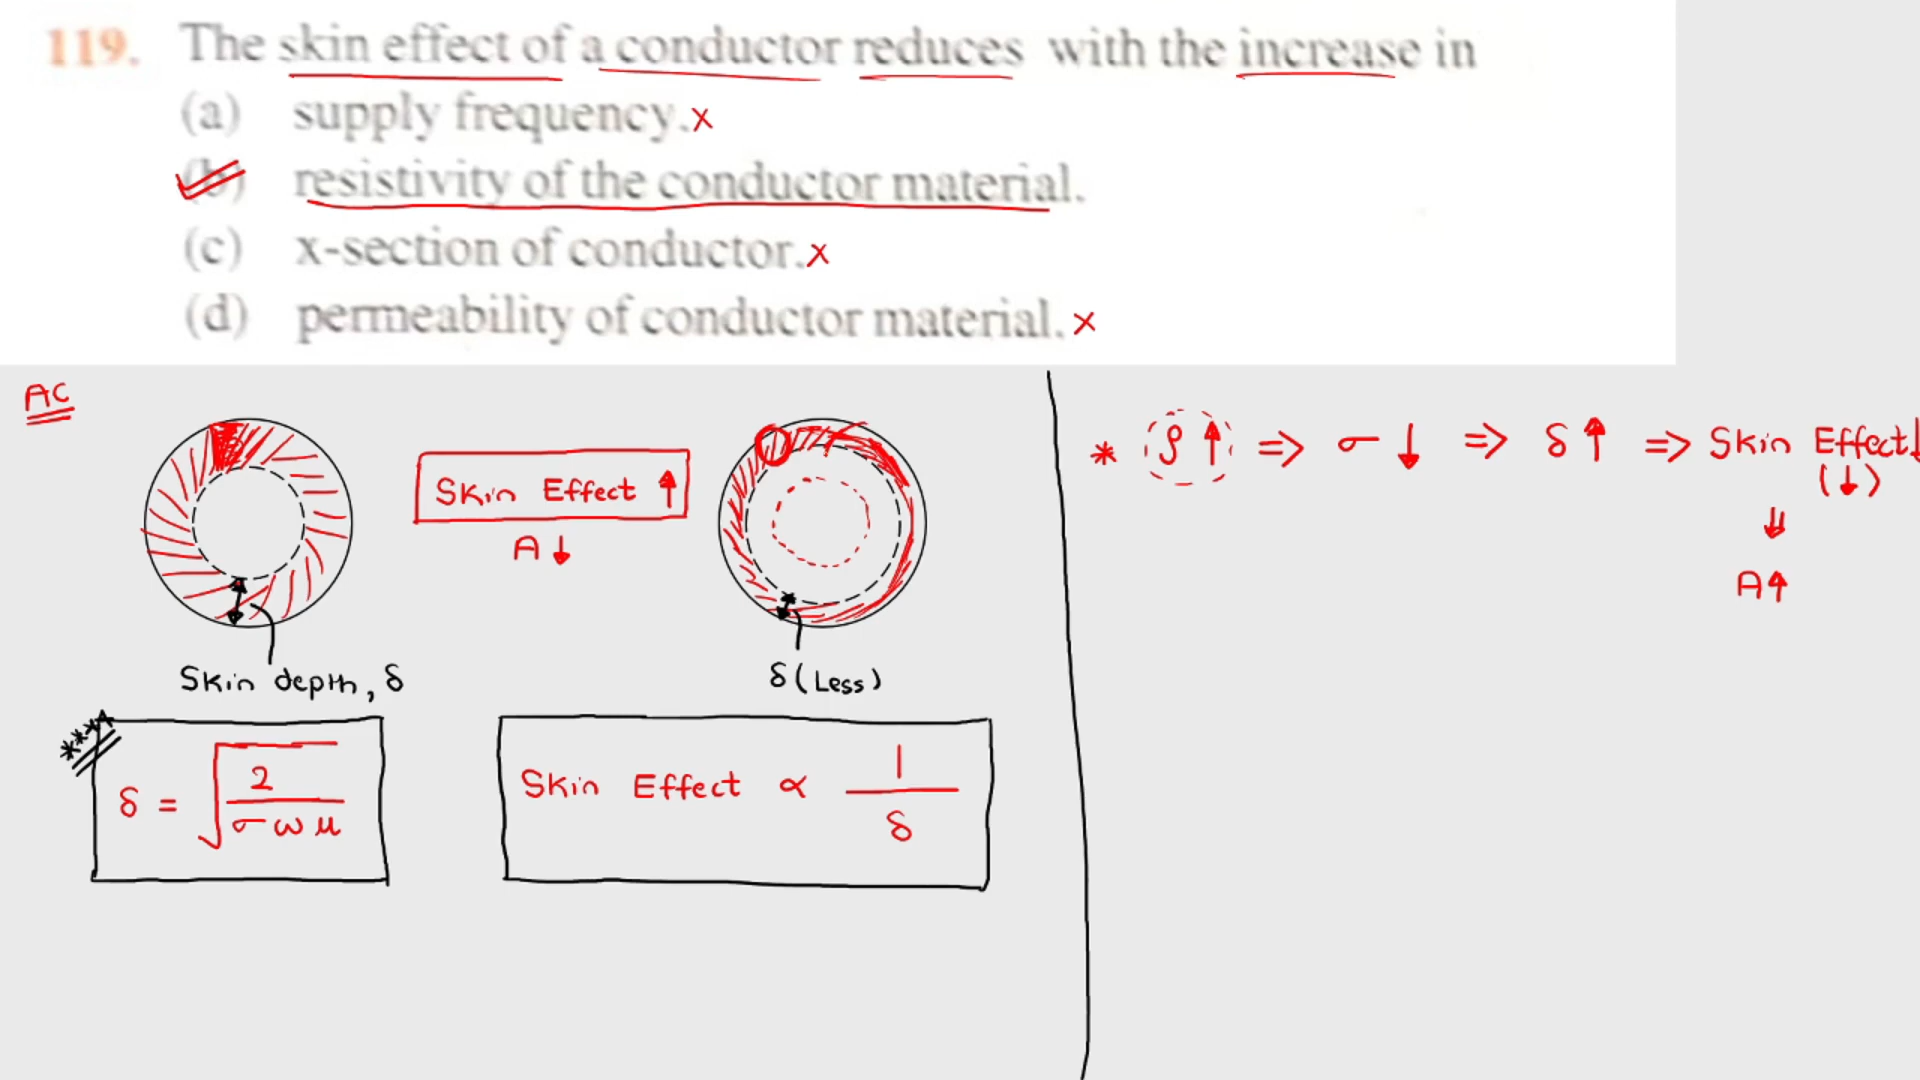 119. The skin effect of a conductor reduces with the increase in
(a) supply frequency. x
(b) resistivity of the conductor material.
(c) x-section of conductor. x
(d) permeability of conductor material. x
AC
Skin Effect ↑
A ↓
Skin depth, δ
δ (Less)
***
δ = √(2/σωμ)
Skin Effect ∝ 1/δ
* ρ ↑ => σ ↓ => δ ↑ => Skin Effect↓
(↓)
⇓
A↑